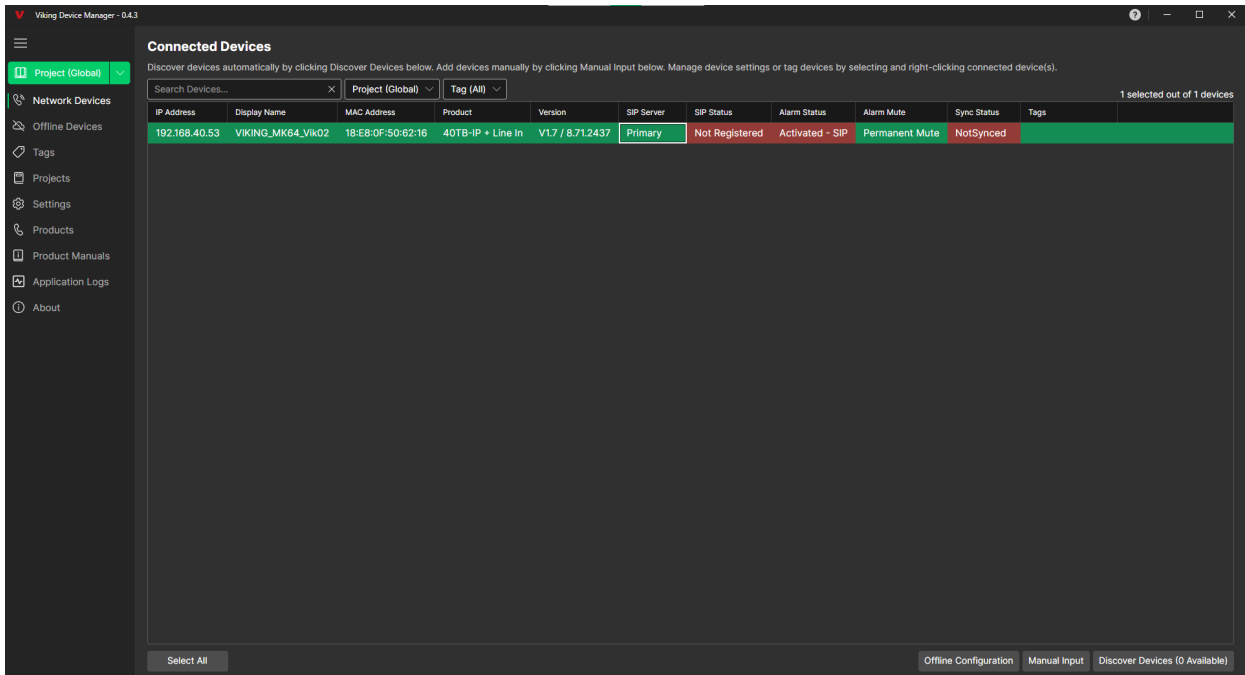 Viking Device Manager - 0.4.3
Connected Devices
Project (Global)
Discover devices automatically by clicking Discover Devices below. Add devices manually by clicking Manual Input below. Manage device settings or tag devices by selecting and right-clicking connected device(s).
Search Devices... Project (Global) Tag (All)
1 selected out of 1 devices
Network Devices
Offline Devices
Tags
Projects
Settings
Products
Product Manuals
Application Logs
About
IP Address Display Name MAC Address Product Version SIP Server SIP Status Alarm Status Alarm Mute Sync Status Tags
192.168.40.53 VIKING_MK64_Vik02 18:E8:0F:50:62:16 40TB-IP + Line In V1.7 / 8.71.2437 Primary Not Registered Activated - SIP Permanent Mute NotSynced
Select All Offline Configuration Manual Input Discover Devices (0 Available)